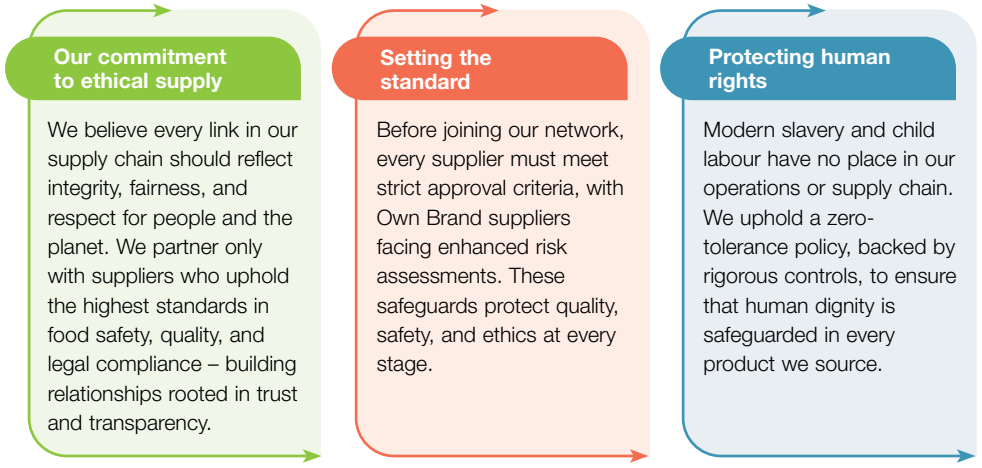 Our commitment
to ethical supply
We believe every link in our
supply chain should reflect
integrity, fairness, and
respect for people and the
planet. We partner only
with suppliers who uphold
the highest standards in
food safety, quality, and
legal compliance – building
relationships rooted in trust
and transparency.
Setting the
standard
Before joining our network,
every supplier must meet
strict approval criteria, with
Own Brand suppliers
facing enhanced risk
assessments. These
safeguards protect quality,
safety, and ethics at every
stage.
Protecting human
rights
Modern slavery and child
labour have no place in our
operations or supply chain.
We uphold a zero-
tolerance policy, backed by
rigorous controls, to ensure
that human dignity is
safeguarded in every
product we source.